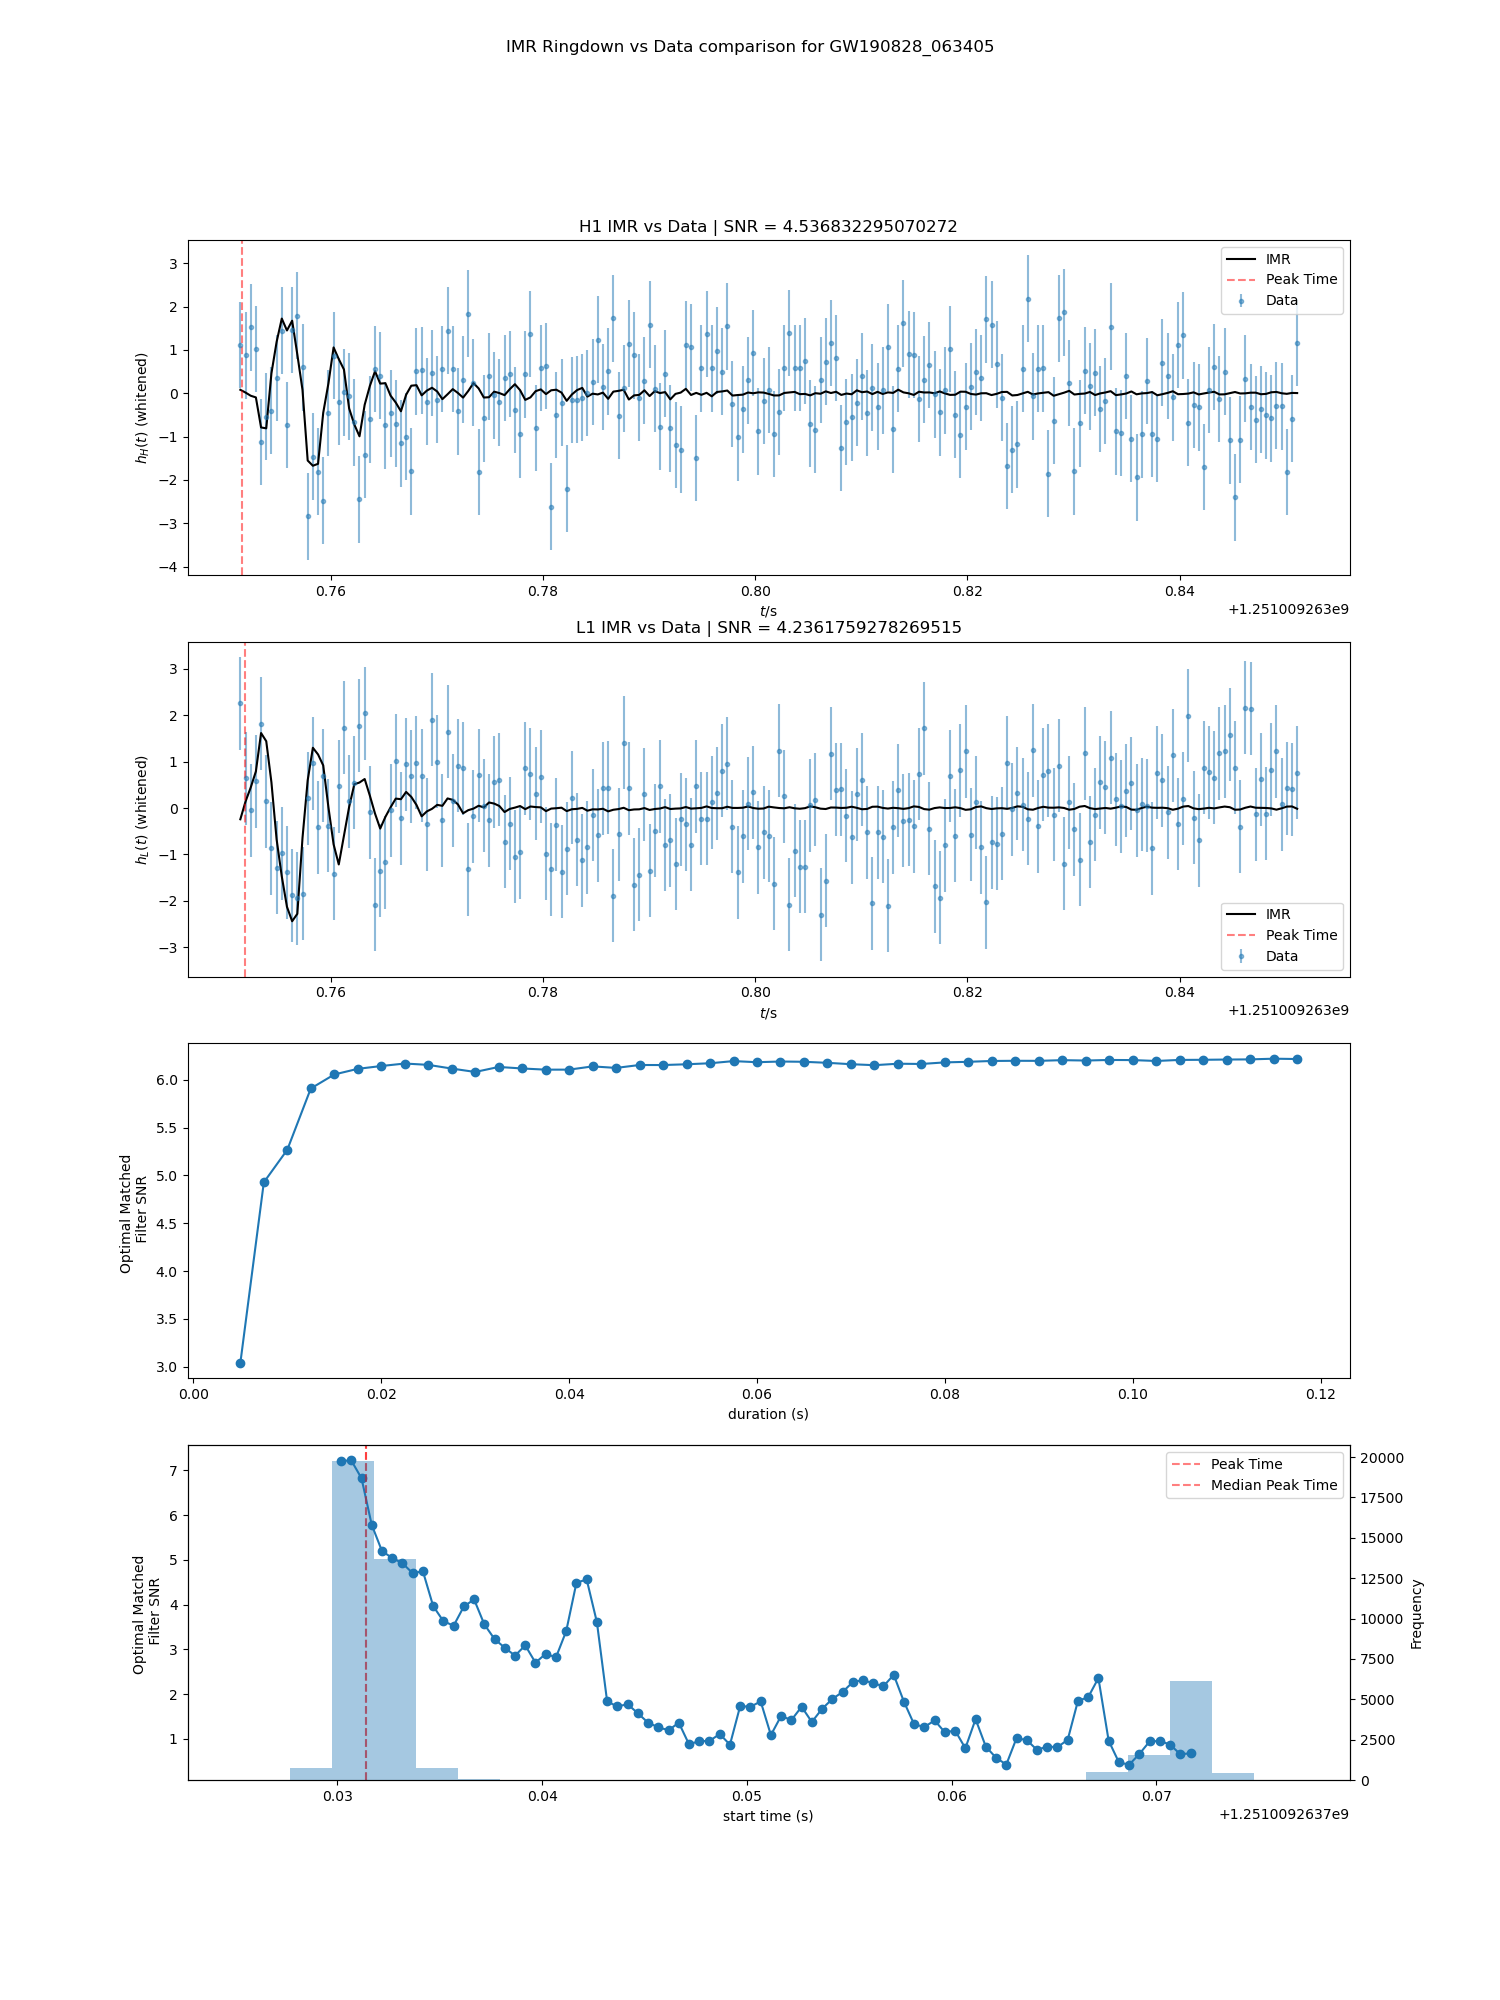 IMR Ringdown vs Data comparison for GW190828_063405
H1 IMR vs Data | SNR = 4.536832295070272
h_H(t) (whitened)
3
2
1
0
−1
−2
−3
−4
IMR
Peak Time
Data
0.76 0.78 0.80 0.82 0.84
t/s
+1.251009263e9
L1 IMR vs Data | SNR = 4.2361759278269515
h_L(t) (whitened)
3
2
1
0
−1
−2
−3
IMR
Peak Time
Data
0.76 0.78 0.80 0.82 0.84
t/s
+1.251009263e9
Optimal Matched
Filter SNR
6.0
5.5
5.0
4.5
4.0
3.5
3.0
0.00 0.02 0.04 0.06 0.08 0.10 0.12
duration (s)
Optimal Matched
Filter SNR
7
6
5
4
3
2
1
Peak Time
Median Peak Time
20000
17500
15000
12500
10000
7500
5000
2500
0
Frequency
0.03 0.04 0.05 0.06 0.07
start time (s)
+1.2510092637e9